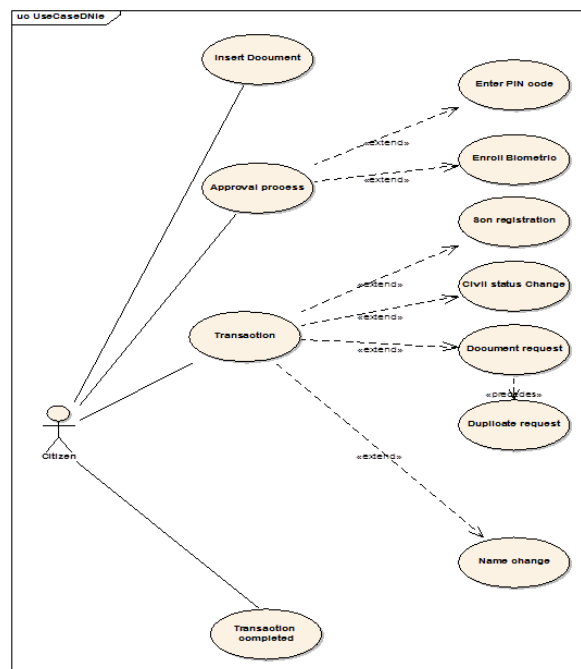 uo UseCaseDNIe
Insert Document
Enter PIN code
«extend»
Enroll Biometric
Approval process
«extend»
Son registration
Civil status Change
«extend»
Transaction
«extend»
Document request
«extend»
«precedes»
Duplicate request
Citizen
«extend»
Name change
Transaction
completed